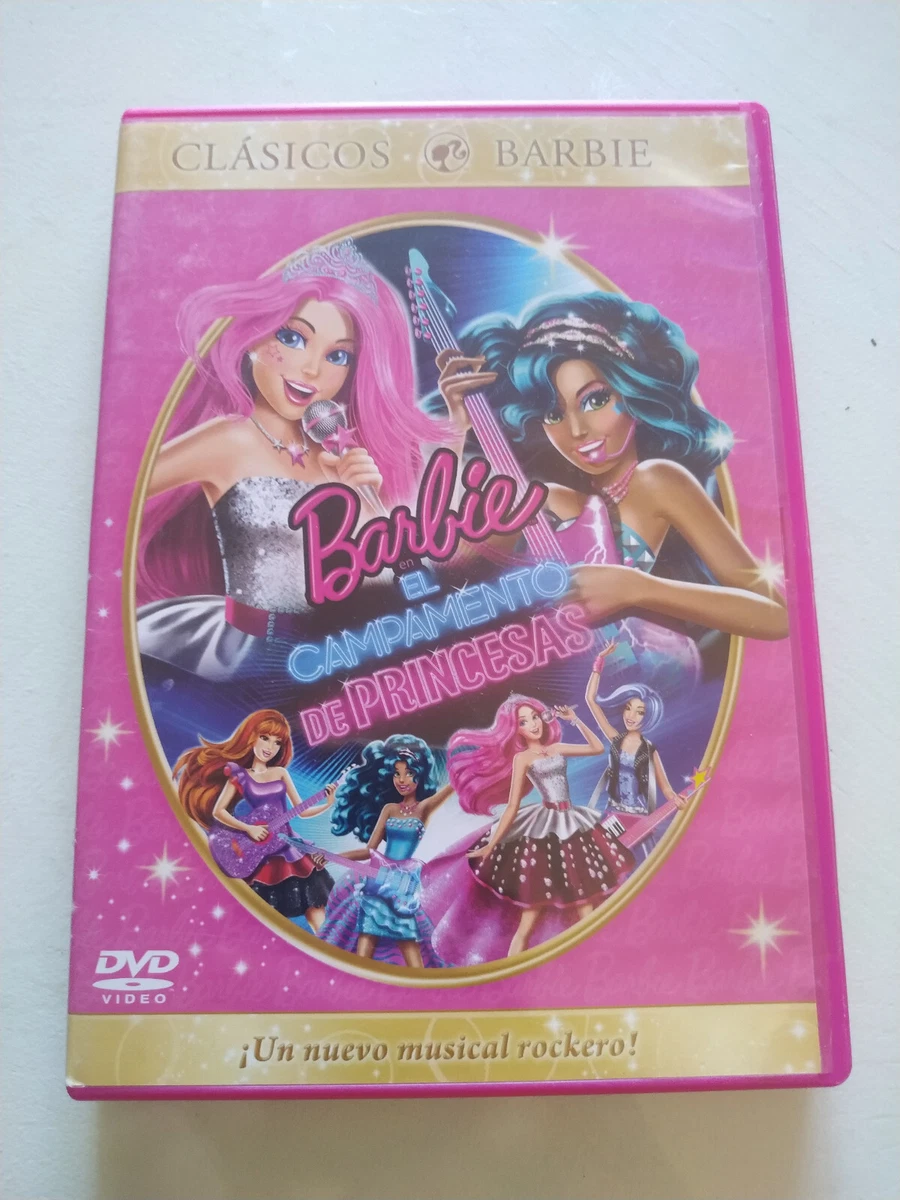 CLÁSICOS BARBIE
Barbie
en
EL
CAMPAMENTO
DE PRINCESAS
DVD
VIDEO
¡Un nuevo musical rockero!